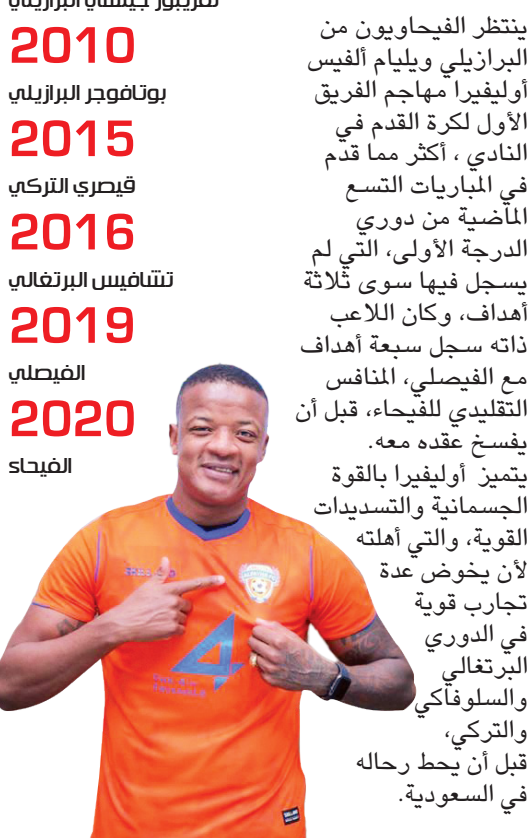 ينتظر الفيحاويون من
البرازيلي ويليام ألفيس
أوليفيرا مهاجم الفريق
الأول لكرة القدم في
النادي ، أكثر مما قدم
في المباريات التسع
الماضية من دوري
الدرجة الأولى، التي لم
يسجل فيها سوى ثلاثة
أهداف، وكان اللاعب
ذاته سجل سبعة أهداف
مع الفيصلي، المنافس
التقليدي للفيحاء، قبل أن
يفسخ عقده معه.
يتميز أوليفيرا بالقوة
الجسمانية والتسديدات
القوية، والتي أهلته
لأن يخوض عدة
تجارب قوية
في الدوري
البرتغالي
والسلوفاكي
والتركي،
قبل أن يحط رحاله
في السعودية.
البرازيلي
2010
بوتافوجر البرازيلي
2015
قيصري التركي
2016
تشافيس البرتغالي
2019
الفيصلي
2020
الفيحاء
4